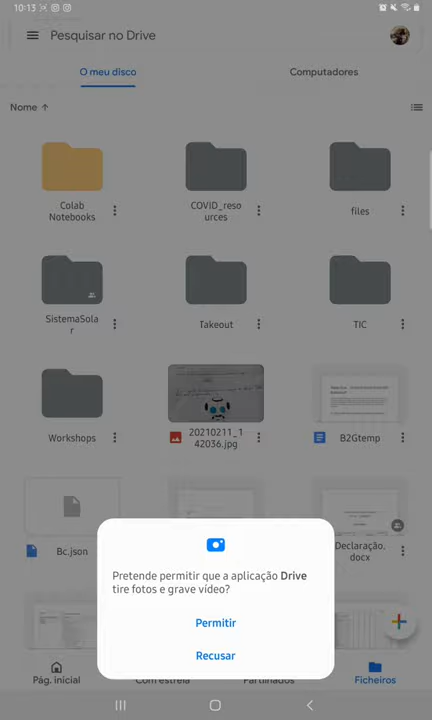 10:13
Pesquisar no Drive
O meu disco
Computadores
Nome ↑
Colab
Notebooks
COVID_reso
urces
files
SistemaSola
r
Takeout
TIC
Workshops
20210211_1
42036.jpg
B2Gtemp
Bc.json
Declaração.
docx
Pretende permitir que a aplicação Drive
tire fotos e grave vídeo?
Permitir
Recusar
Pág. inicial
Com estrela
Partilhados
Ficheiros